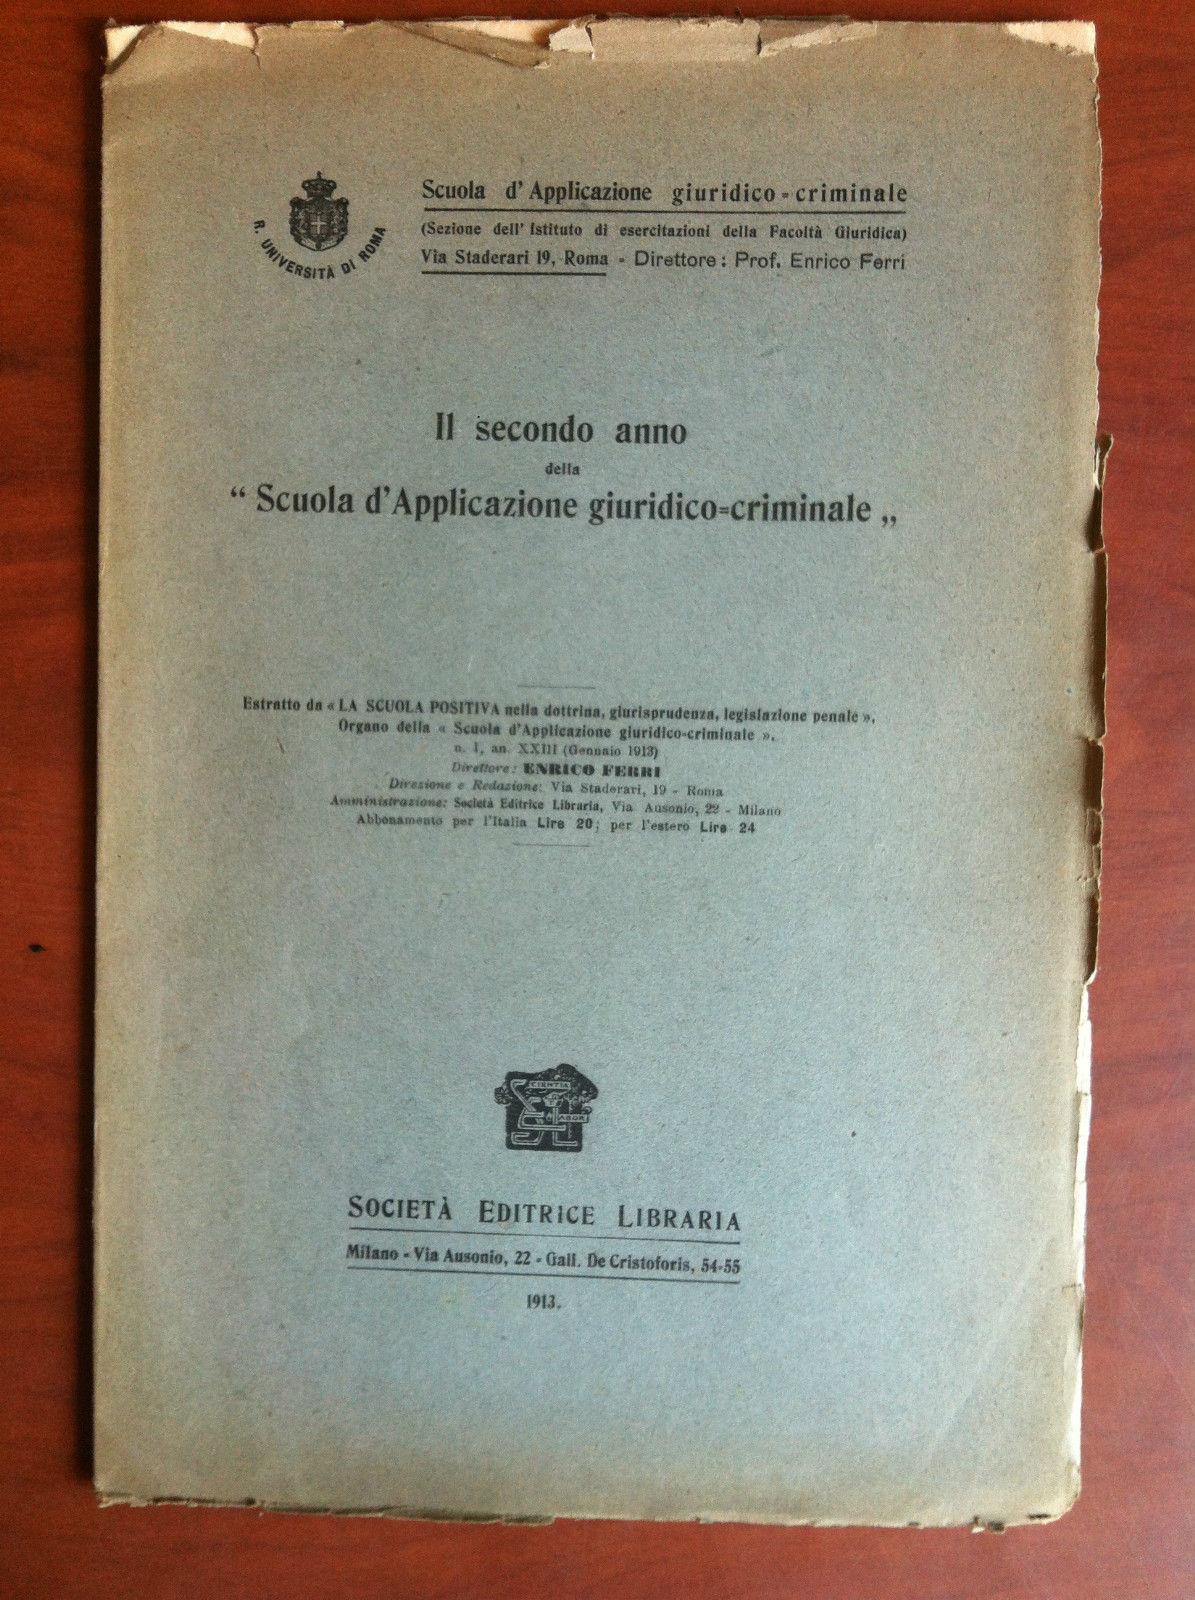 R. UNIVERSITÀ DI ROMA
Scuola d'Applicazione giuridico-criminale
(Sezione dell'Istituto di esercitazioni della Facoltà Giuridica)
Via Staderari 19, Roma - Direttore: Prof. Enrico Ferri
Il secondo anno
della
“ Scuola d'Applicazione giuridico=criminale „
Estratto da « LA SCUOLA POSITIVA nella dottrina, giurisprudenza, legislazione penale ».
Organo della « Scuola d'Applicazione giuridico-criminale ».
n. 1, an. XXIII (Gennaio 1913)
Direttore: ENRICO FERRI
Direzione e Redazione: Via Staderari, 19 - Roma
Amministrazione: Società Editrice Libraria, Via Ausonio, 22 - Milano
Abbonamento per l'Italia Lire 20; per l'estero Lire 24
SCIENTIA
LABOR
SEL
SOCIETÀ EDITRICE LIBRARIA
Milano - Via Ausonio, 22 - Gall. De Cristoforis, 54-55
1913.